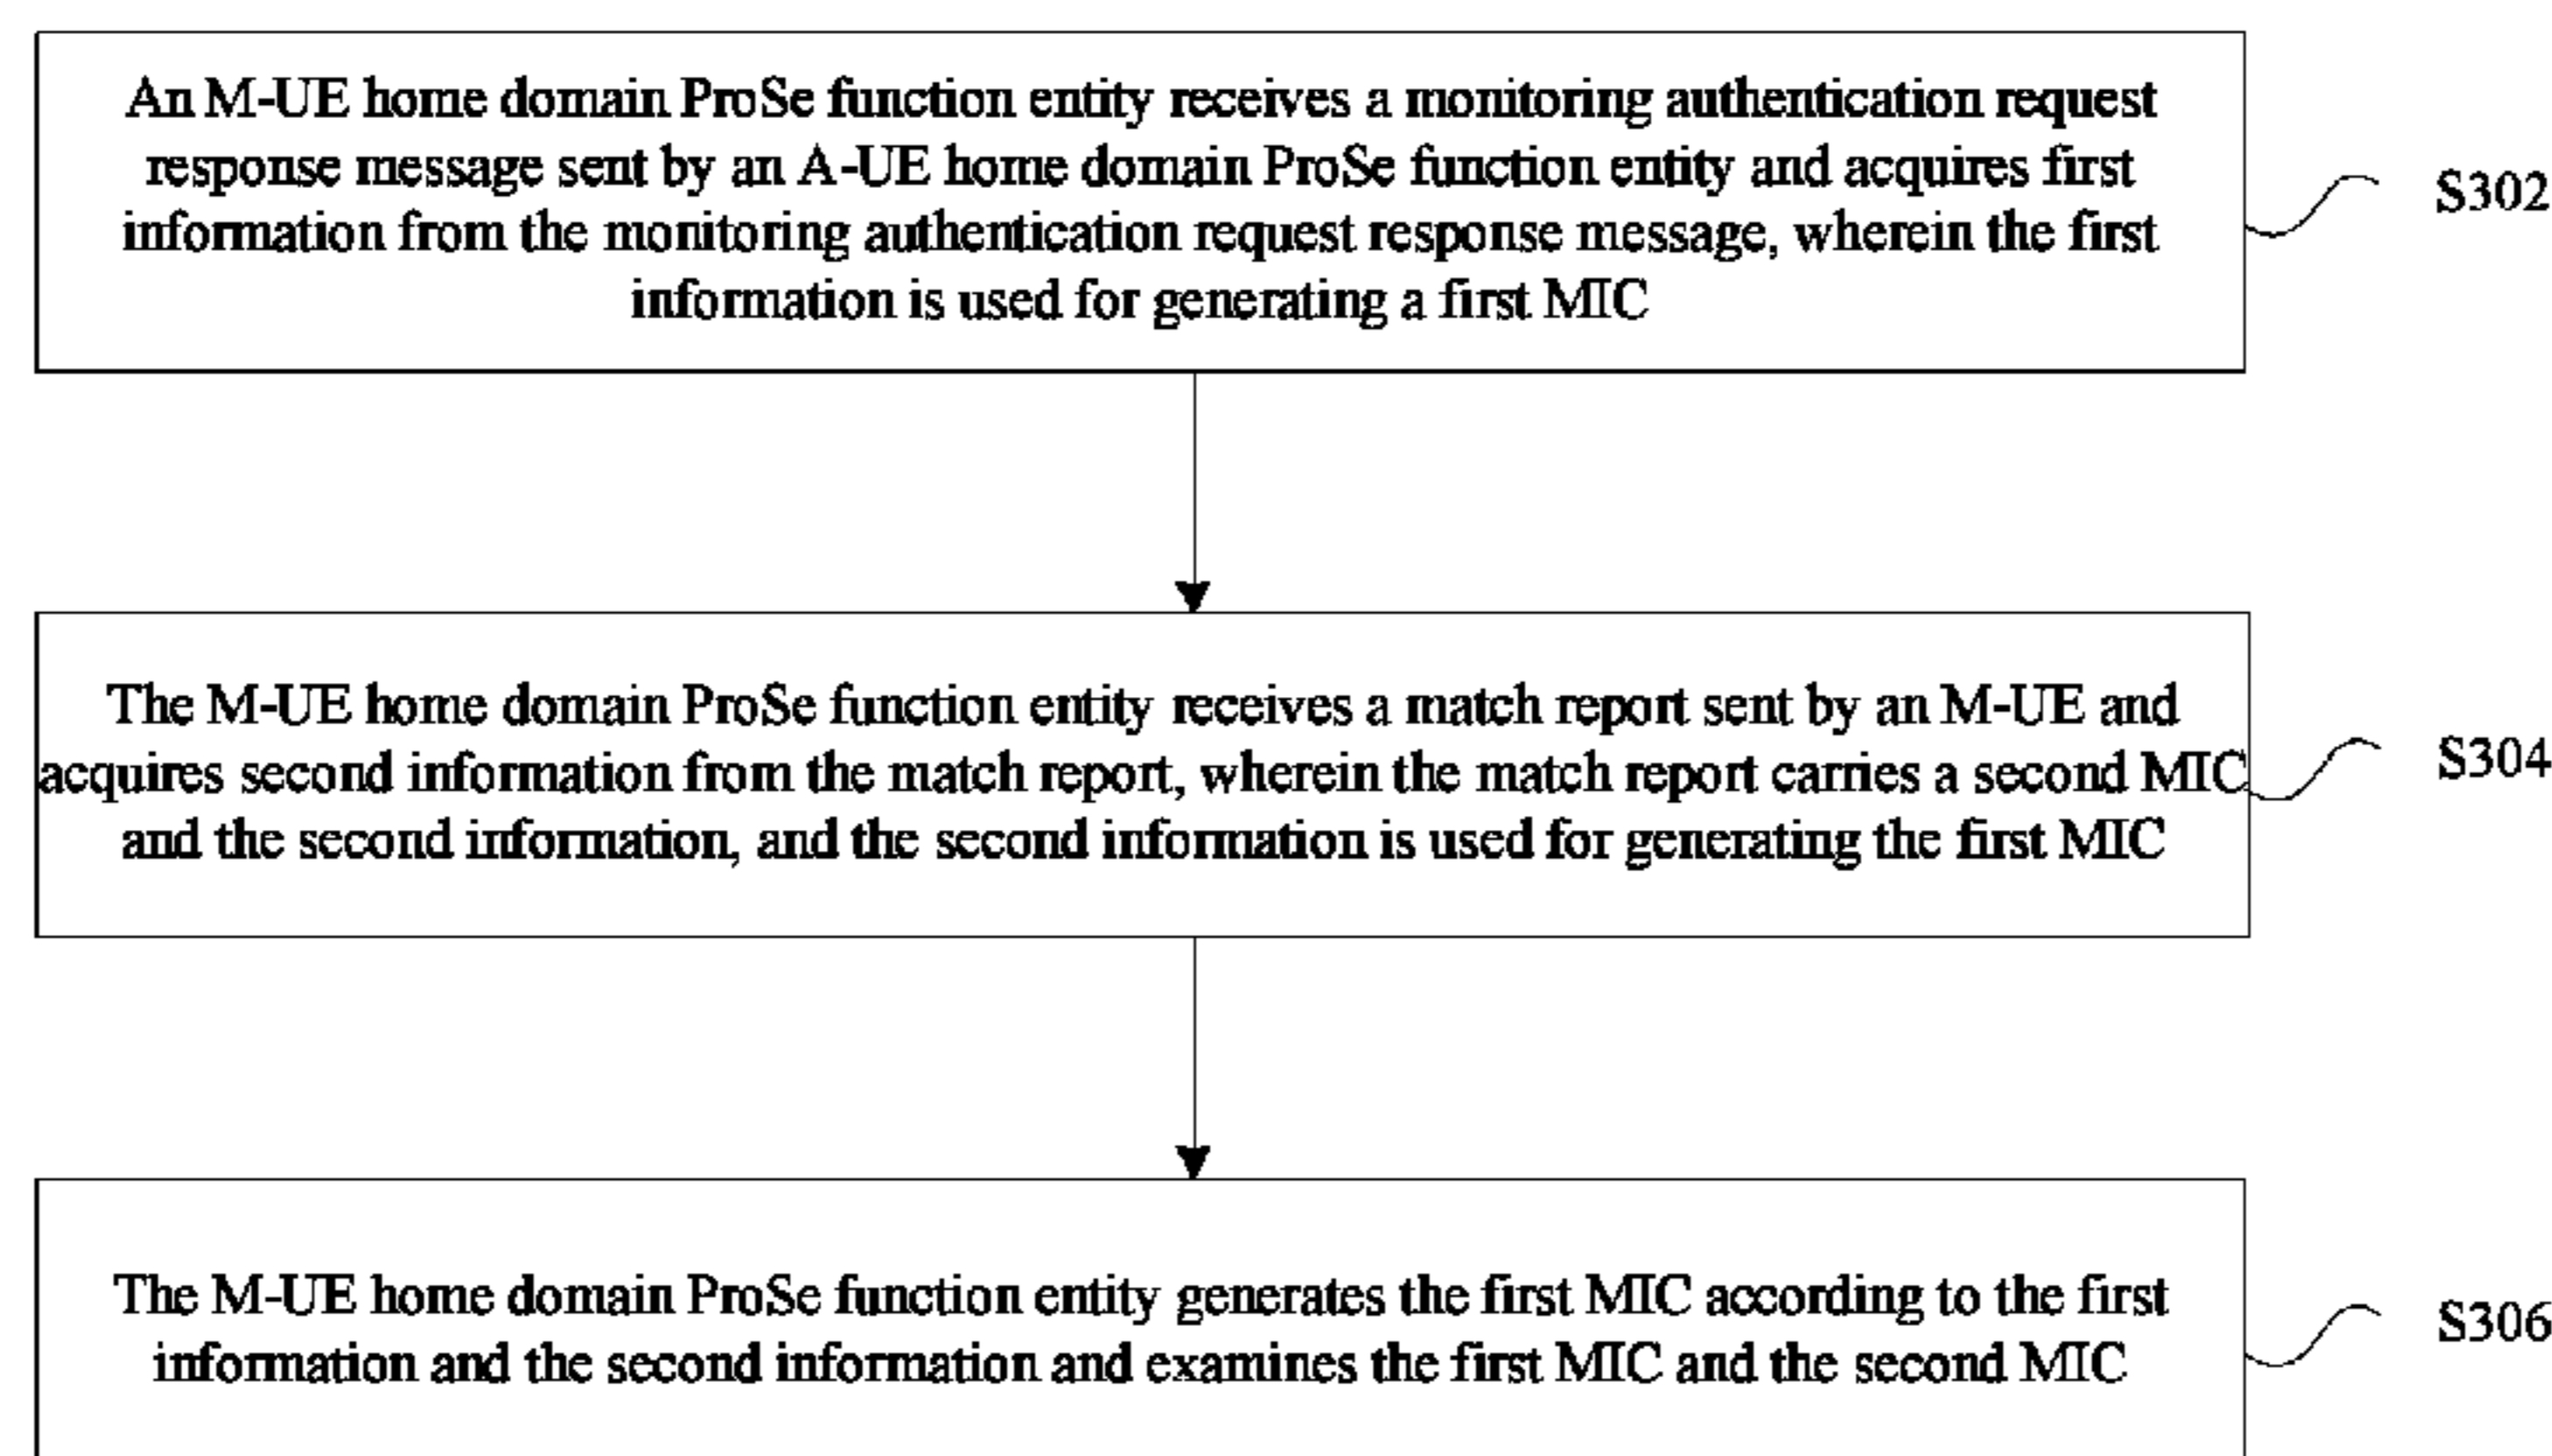 An M-UE home domain ProSe function entity receives a monitoring authentication request
response message sent by an A-UE home domain ProSe function entity and acquires first
information from the monitoring authentication request response message, wherein the first
information is used for generating a first MIC
S302
The M-UE home domain ProSe function entity receives a match report sent by an M-UE and
acquires second information from the match report, wherein the match report carries a second MIC
and the second information, and the second information is used for generating the first MIC
S304
The M-UE home domain ProSe function entity generates the first MIC according to the first
information and the second information and examines the first MIC and the second MIC
S306